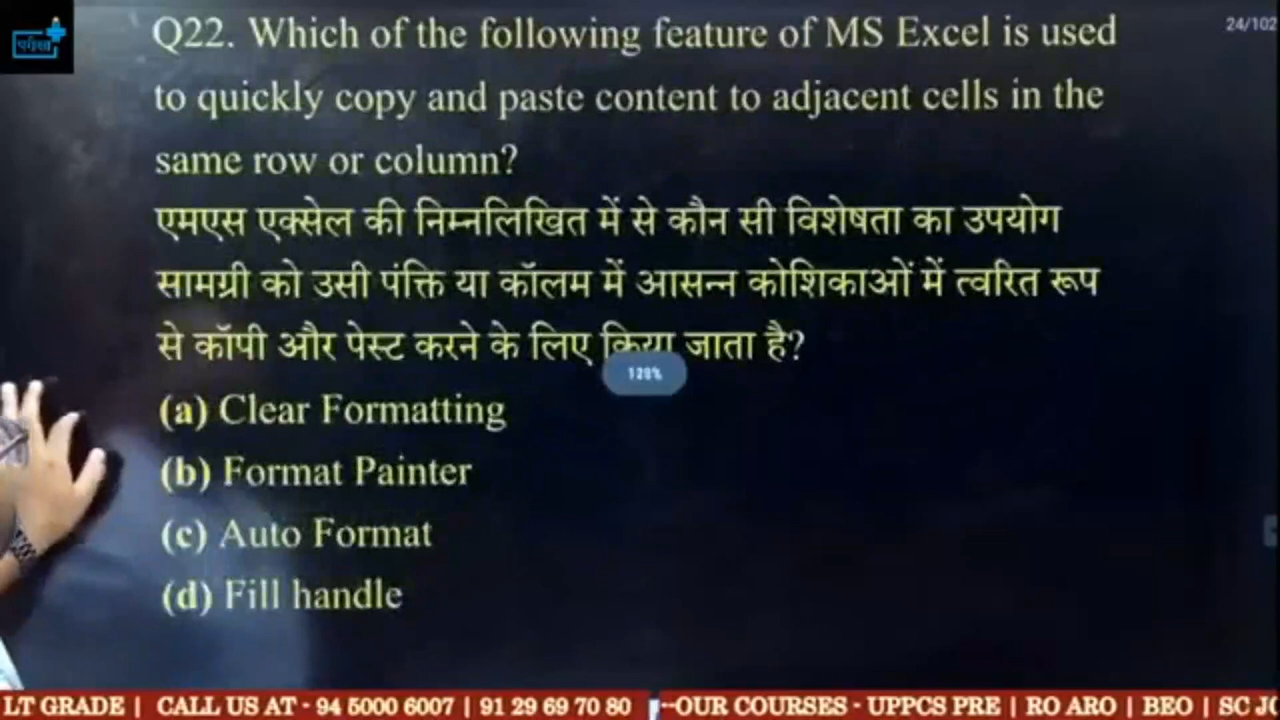 परीक्षा
24/102
Q22. Which of the following feature of MS Excel is used
to quickly copy and paste content to adjacent cells in the
same row or column?
एमएस एक्सेल की निम्नलिखित में से कौन सी विशेषता का उपयोग
सामग्री को उसी पंक्ति या कॉलम में आसन्न कोशिकाओं में त्वरित रूप
से कॉपी और पेस्ट करने के लिए किया जाता है?
120%
(a) Clear Formatting
(b) Format Painter
(c) Auto Format
(d) Fill handle
LT GRADE | CALL US AT - 94 5000 6007 | 91 29 69 70 80 --OUR COURSES - UPPCS PRE | RO ARO | BEO | SC JO